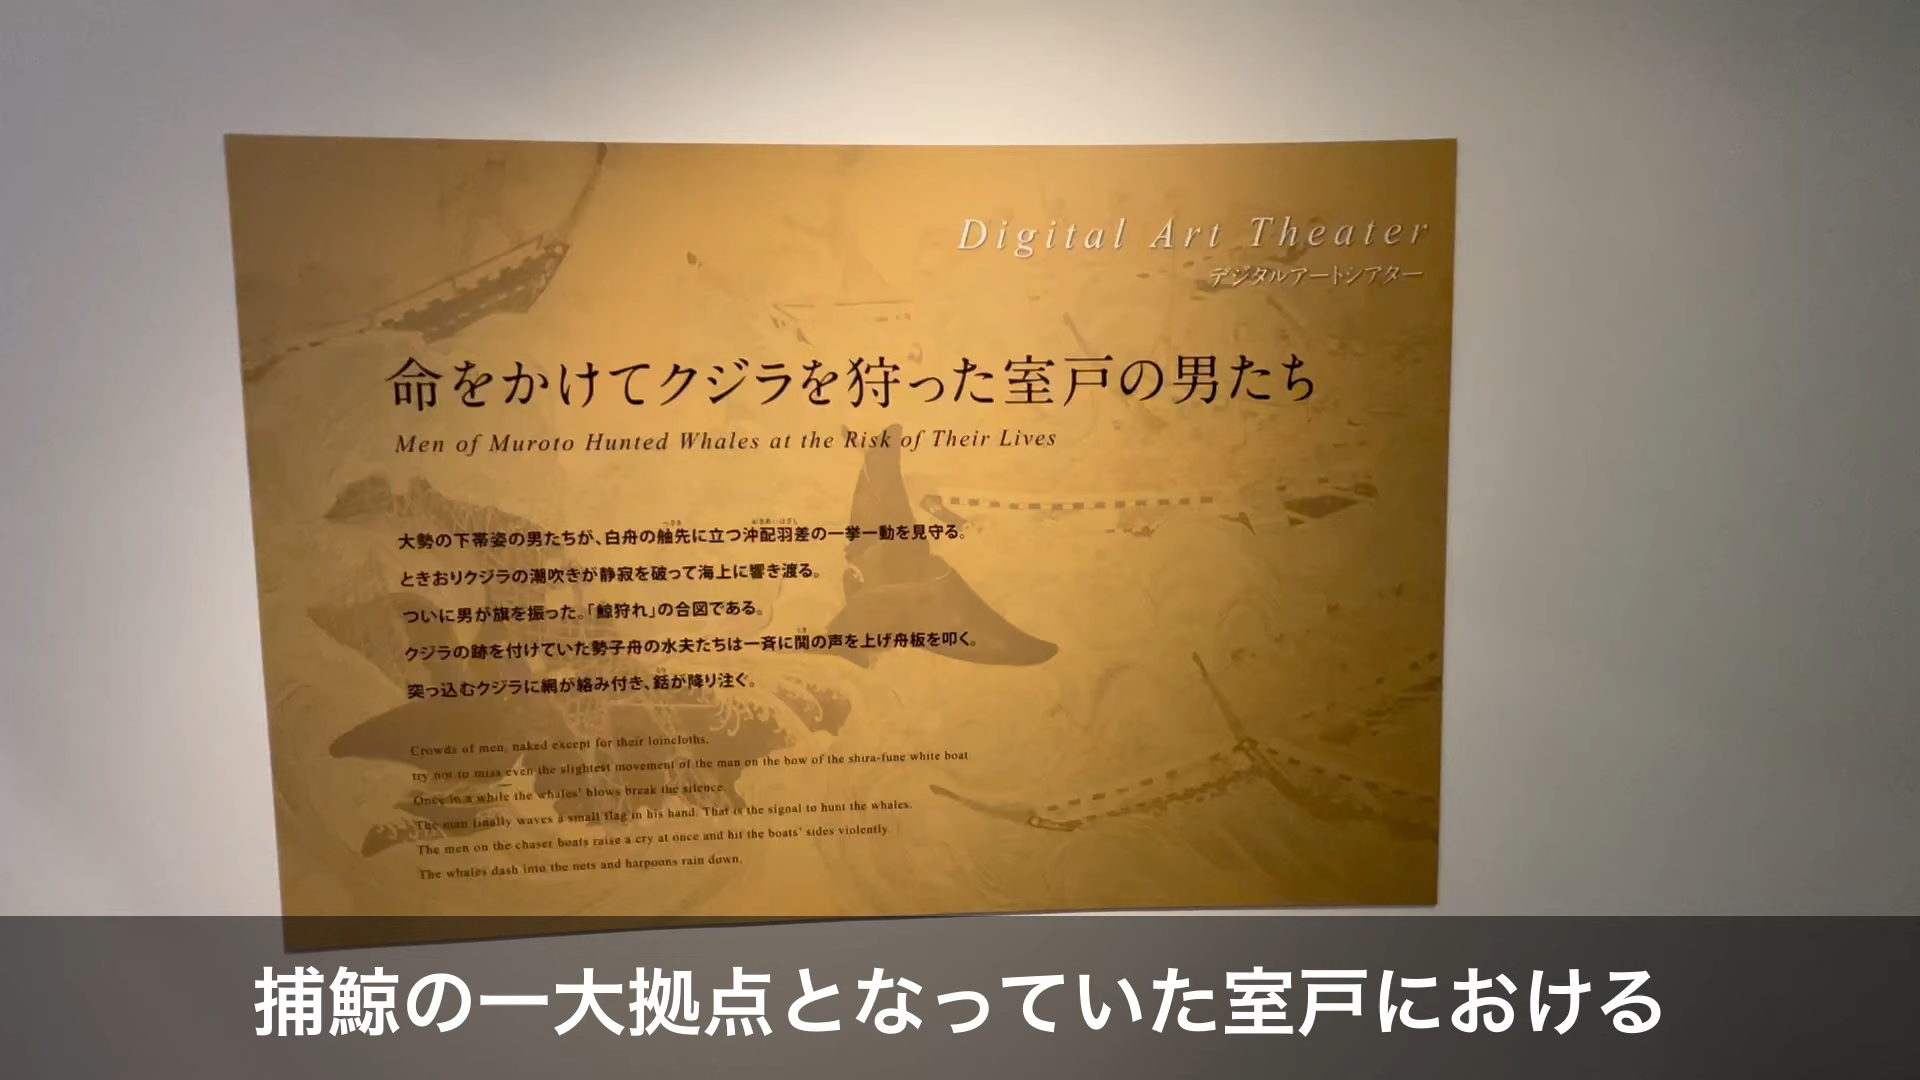 Digital Art Theater
デジタルアートシアター
命をかけてクジラを狩った室戸の男たち
Men of Muroto Hunted Whales at the Risk of Their Lives
大勢の下帯姿の男たちが、白舟の舳先に立つ沖配羽差の一挙一動を見守る。
ときおりクジラの潮吹きが静寂を破って海上に響き渡る。
ついに男が旗を振った。「鯨狩れ」の合図である。
クジラの跡を付けていた勢子舟の水夫たちは一斉に鬨の声を上げ舟板を叩く。
突っ込むクジラに網が絡み付き、銛が降り注ぐ。
Crowds of men, naked except for their loincloths,
try not to miss even the slightest movement of the man on the bow of the shira-fune white boat.
Once in a while the whales' blows break the silence.
The man finally waves a small flag in his hand. That is the signal to hunt the whales.
The men on the chaser boats raise a cry at once and hit the boats' sides violently.
The whales dash into the nets and harpoons rain down.
捕鯨の一大拠点となっていた室戸における